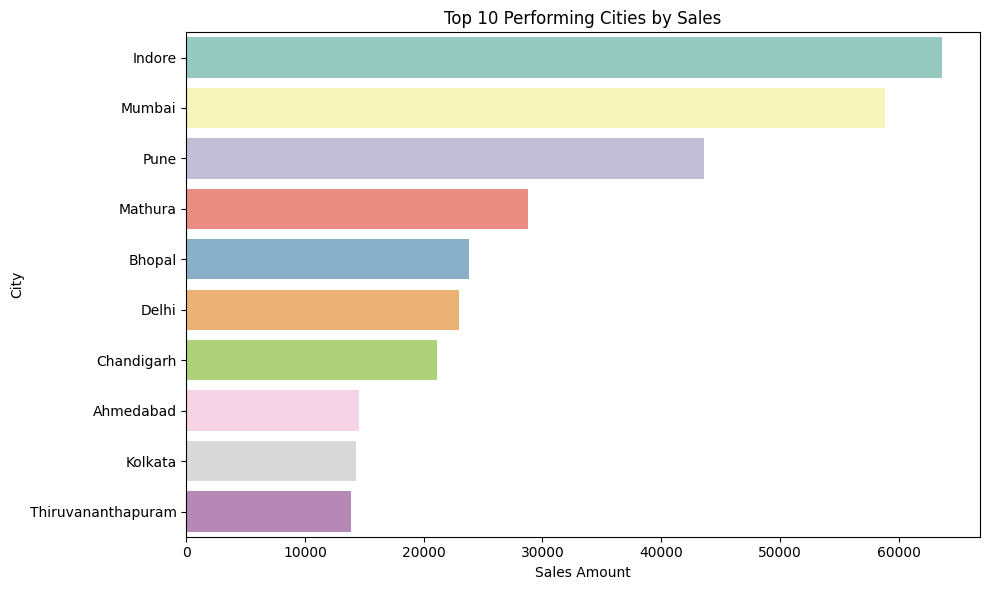 Top 10 Performing Cities by Sales
Indore
Mumbai
Pune
Mathura
Bhopal
Delhi
Chandigarh
Ahmedabad
Kolkata
Thiruvananthapuram
City
0 10000 20000 30000 40000 50000 60000
Sales Amount